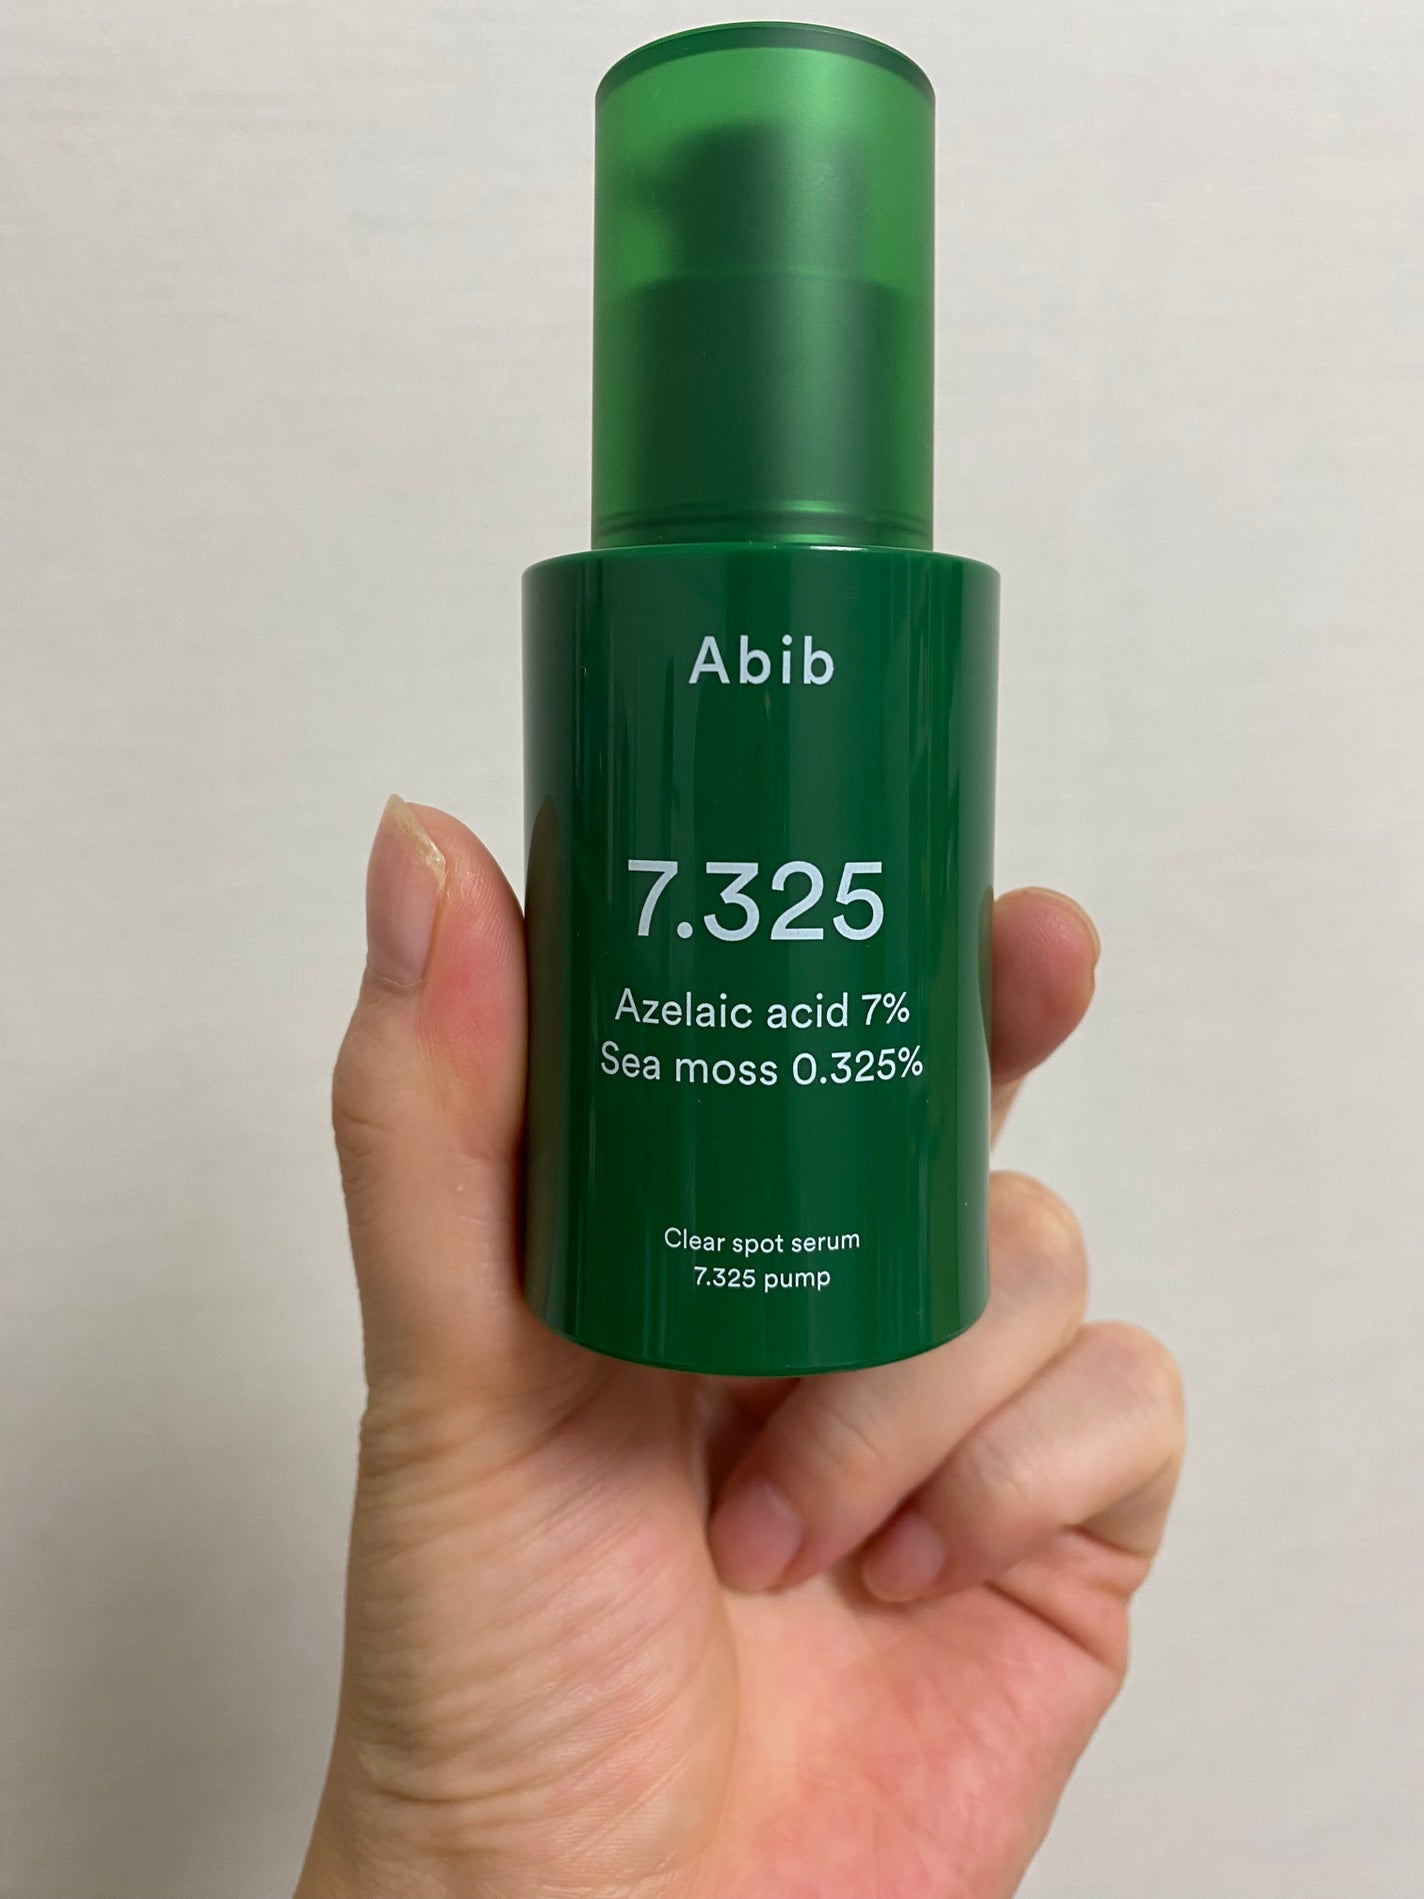 Abib
7.325
Azelaic acid 7%
Sea moss 0.325%
Clear spot serum
7.325 pump